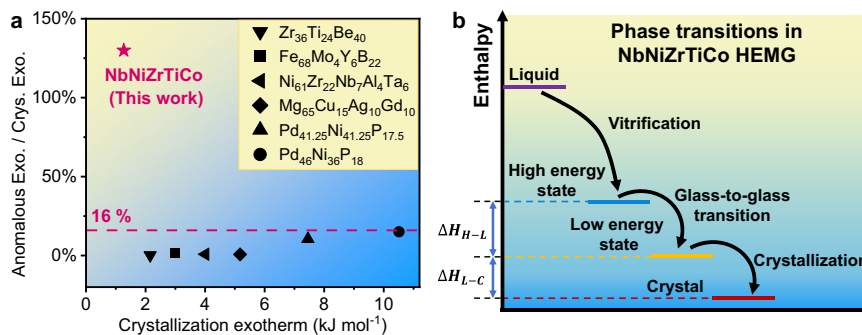 a
Anomalous Exo. / Crys. Exo.
150%
100%
50%
0%
NbNiZrTiCo
(This work)
16 %
Zr₃₆Ti₂₄Be₄₀
Fe₆₈Mo₄Y₆B₂₂
Ni₆₁Zr₂₂Nb₇Al₄Ta₆
Mg₆₅Cu₁₅Ag₁₀Gd₁₀
Pd₄₁.₂₅Ni₄₁.₂₅P₁₇.₅
Pd₄₆Ni₃₆P₁₈
0 2 4 6 8 10
Crystallization exotherm (kJ mol⁻¹)
b
Enthalpy
Phase transitions in
NbNiZrTiCo HEMG
Liquid
Vitrification
High energy
state
Glass-to-glass
transition
Low energy
state
ΔH_{H−L}
ΔH_{L−C}
Crystallization
Crystal